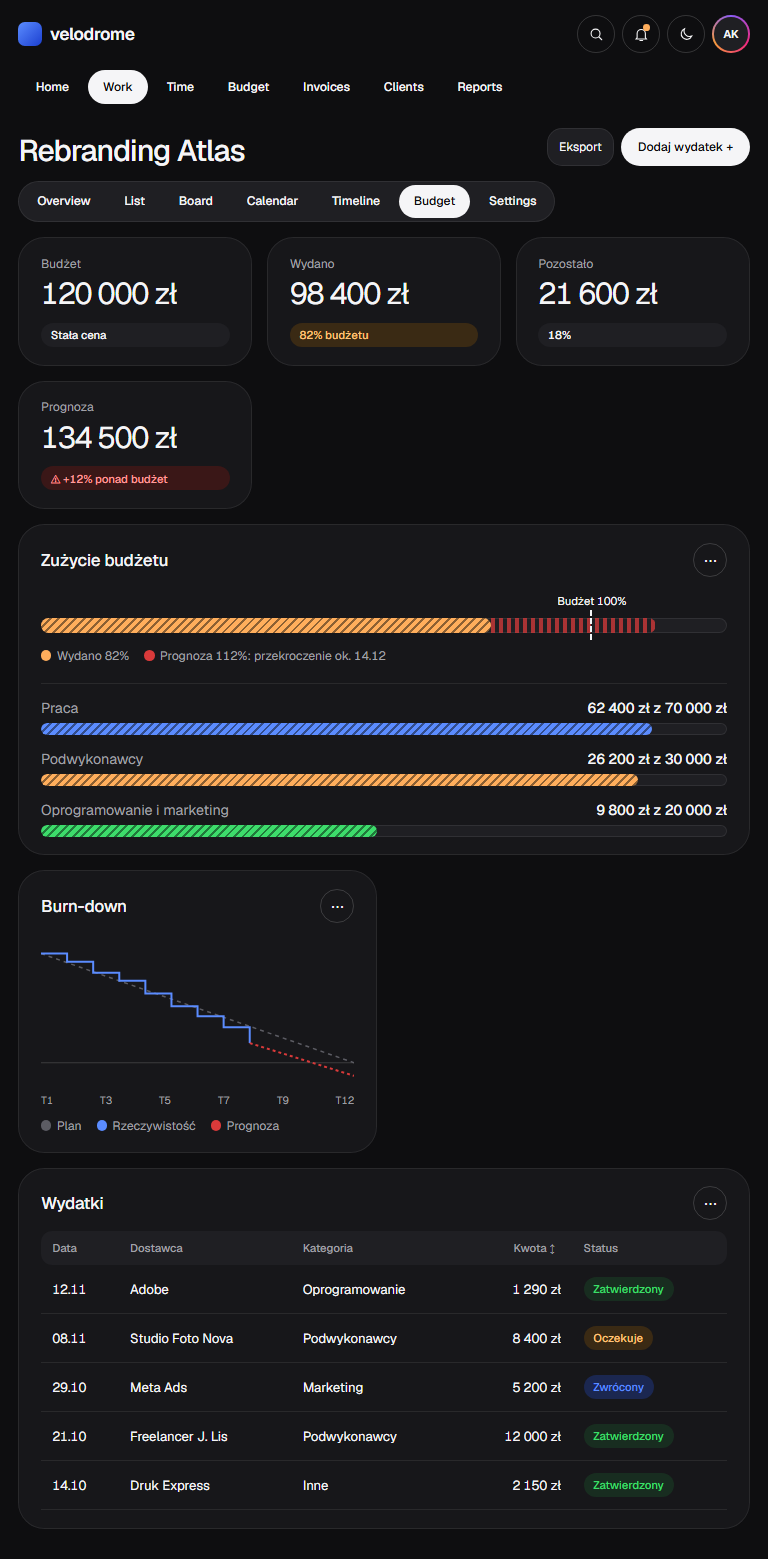 velodrome
AK
Home Work Time Budget Invoices Clients Reports
Rebranding Atlas
Eksport Dodaj wydatek +
Overview List Board Calendar Timeline Budget Settings
Budżet Wydano Pozostało
120 000 zł 98 400 zł 21 600 zł
Stała cena 82% budżetu 18%
Prognoza
134 500 zł
+12% ponad budżet
Zużycie budżetu
Budżet 100%
Wydano 82% Prognoza 112%: przekroczenie ok. 14.12
Praca 62 400 zł z 70 000 zł
Podwykonawcy 26 200 zł z 30 000 zł
Oprogramowanie i marketing 9 800 zł z 20 000 zł
Burn-down
T1 T3 T5 T7 T9 T12
Plan Rzeczywistość Prognoza
Wydatki
Data Dostawca Kategoria Kwota ↕ Status
12.11 Adobe Oprogramowanie 1 290 zł Zatwierdzony
08.11 Studio Foto Nova Podwykonawcy 8 400 zł Oczekuje
29.10 Meta Ads Marketing 5 200 zł Zwrócony
21.10 Freelancer J. Lis Podwykonawcy 12 000 zł Zatwierdzony
14.10 Druk Express Inne 2 150 zł Zatwierdzony